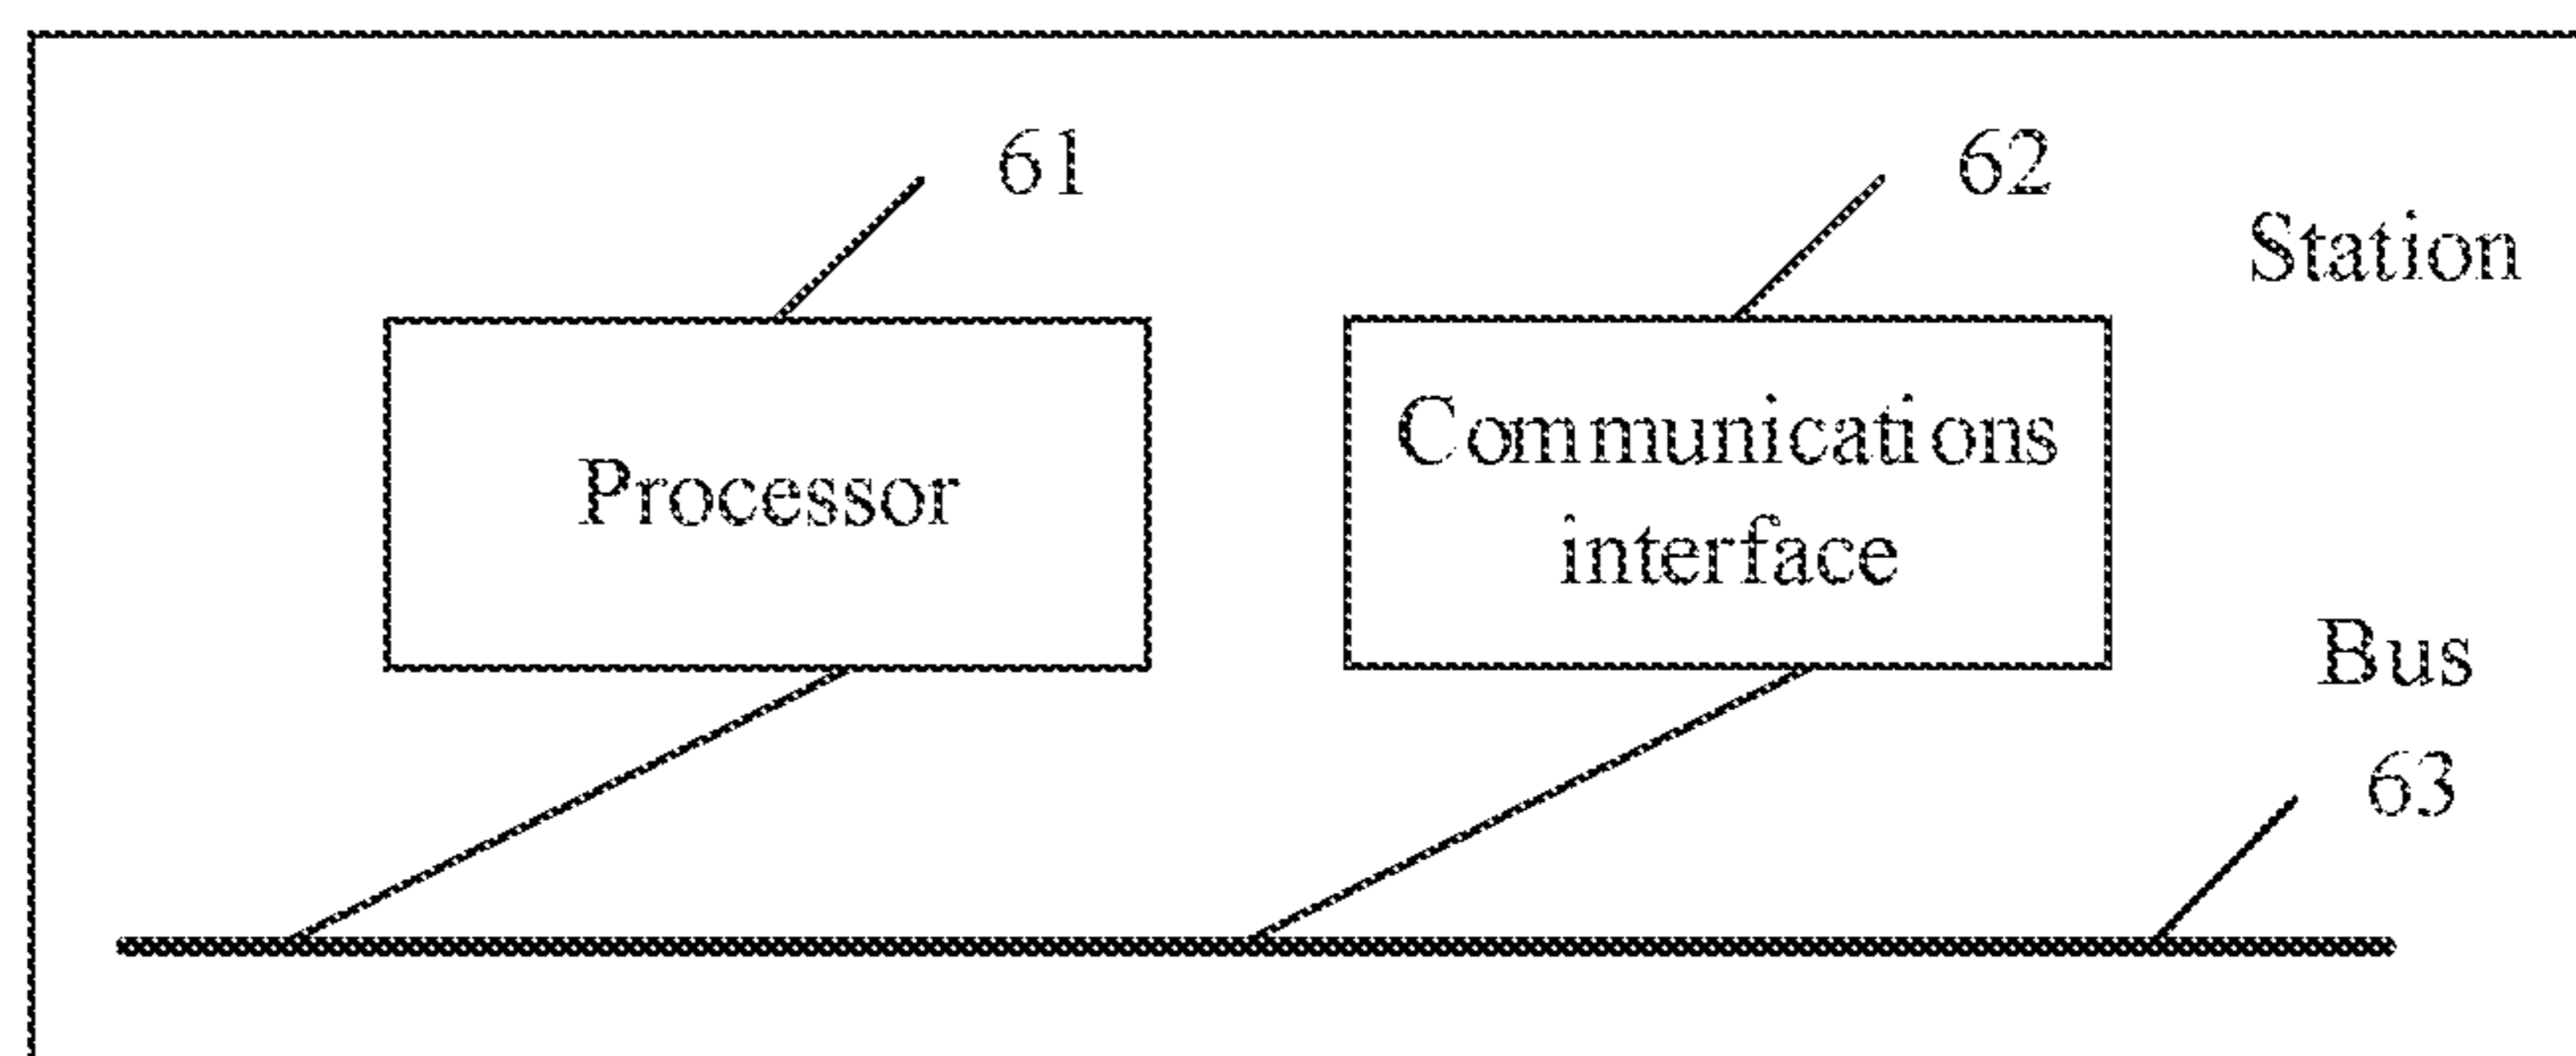 61
62
Station
Processor
Communications
interface
Bus
63